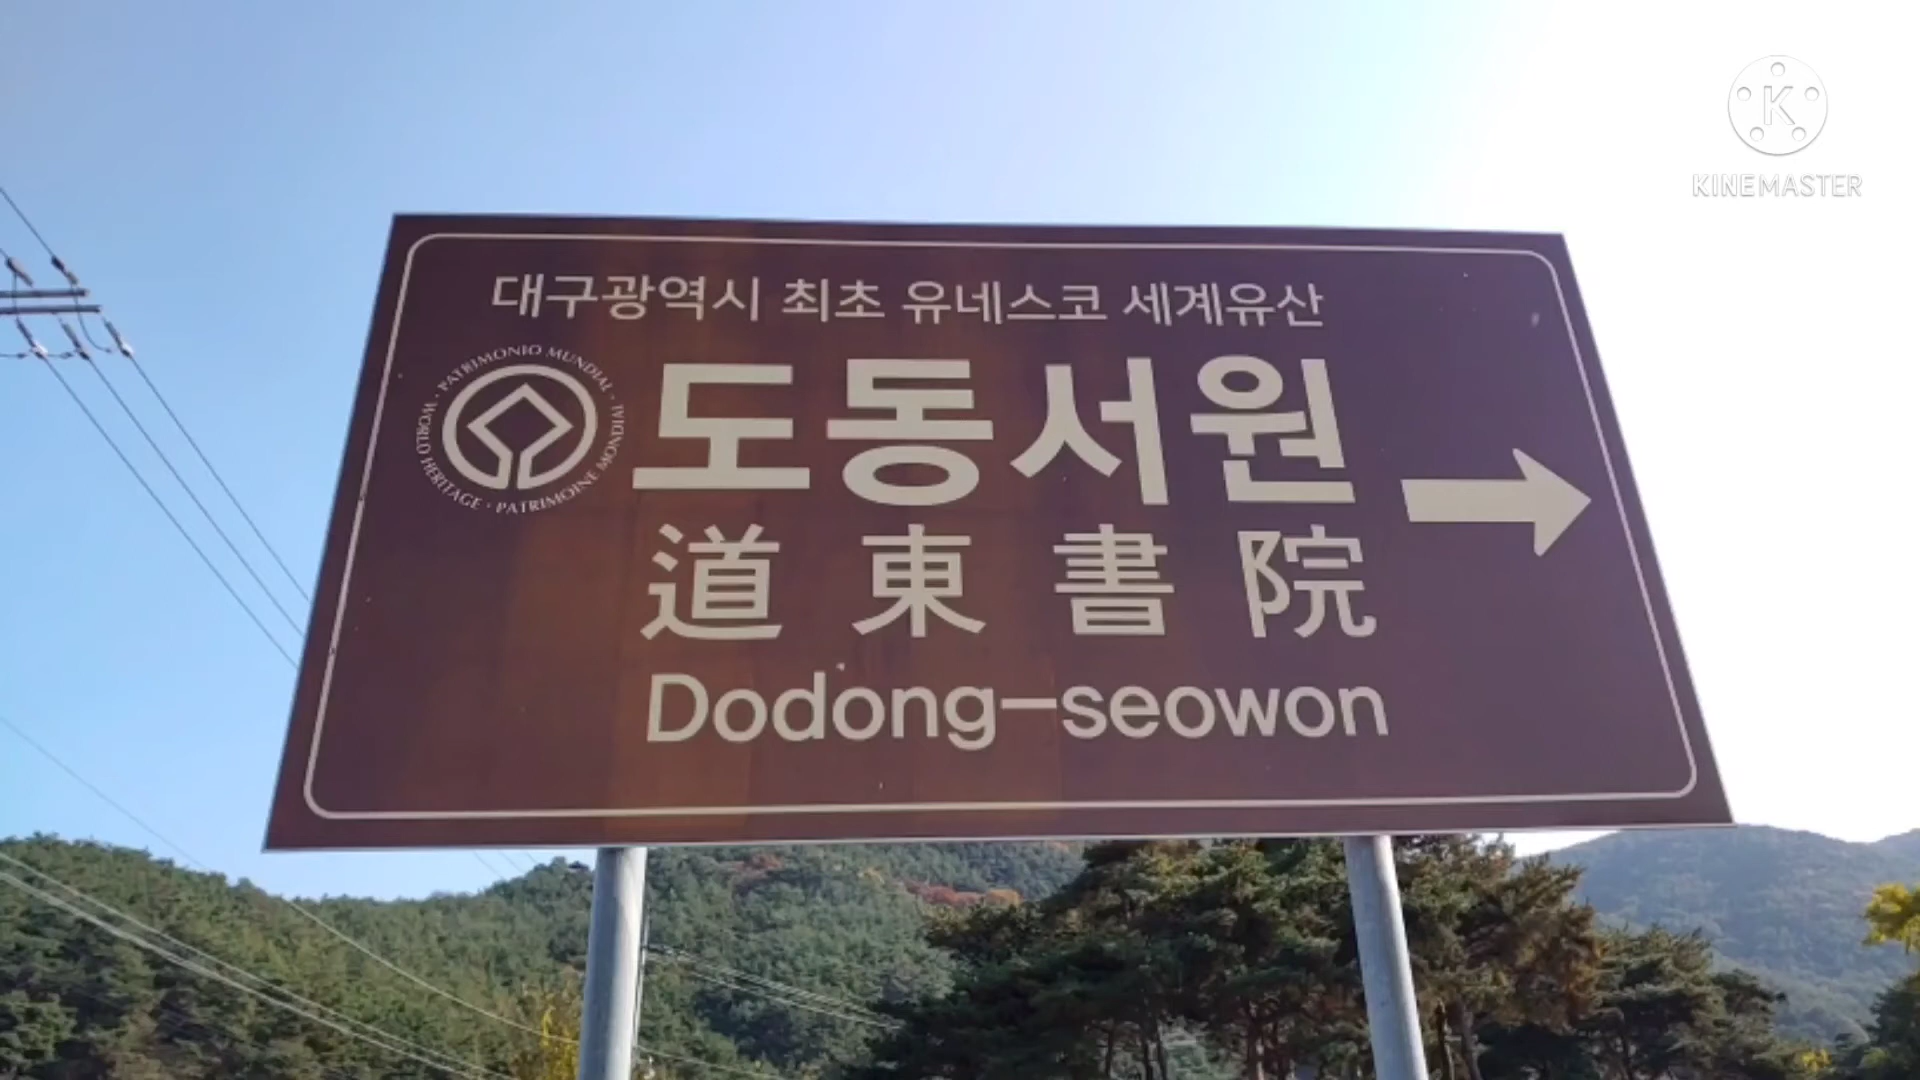 KINEMASTER
대구광역시 최초 유네스코 세계유산
PATRIMONIO MUNDIAL · WORLD HERITAGE · PATRIMOINE MONDIAL
도동서원
道東書院
Dodong-seowon